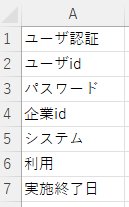 A
1 ユーザ認証
2 ユーザid
3 パスワード
4 企業id
5 システム
6 利用
7 実施終了日